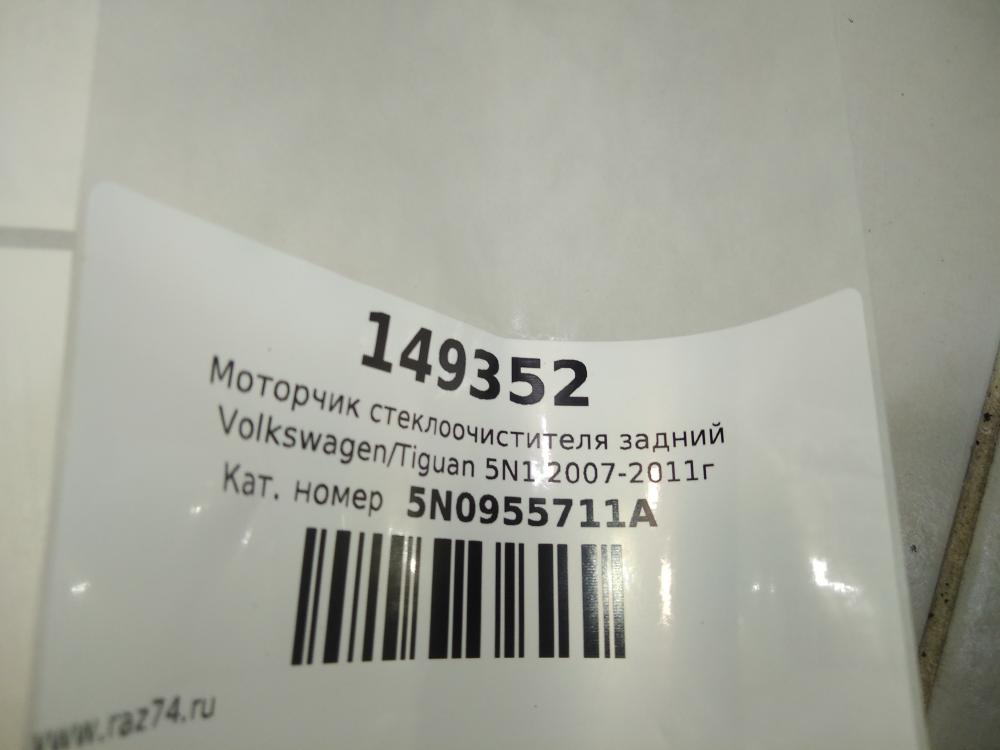 149352
Моторчик стеклоочистителя задний
Volkswagen/Tiguan 5N1 2007-2011г
Кат. номер 5N0955711A
www.raz74.ru